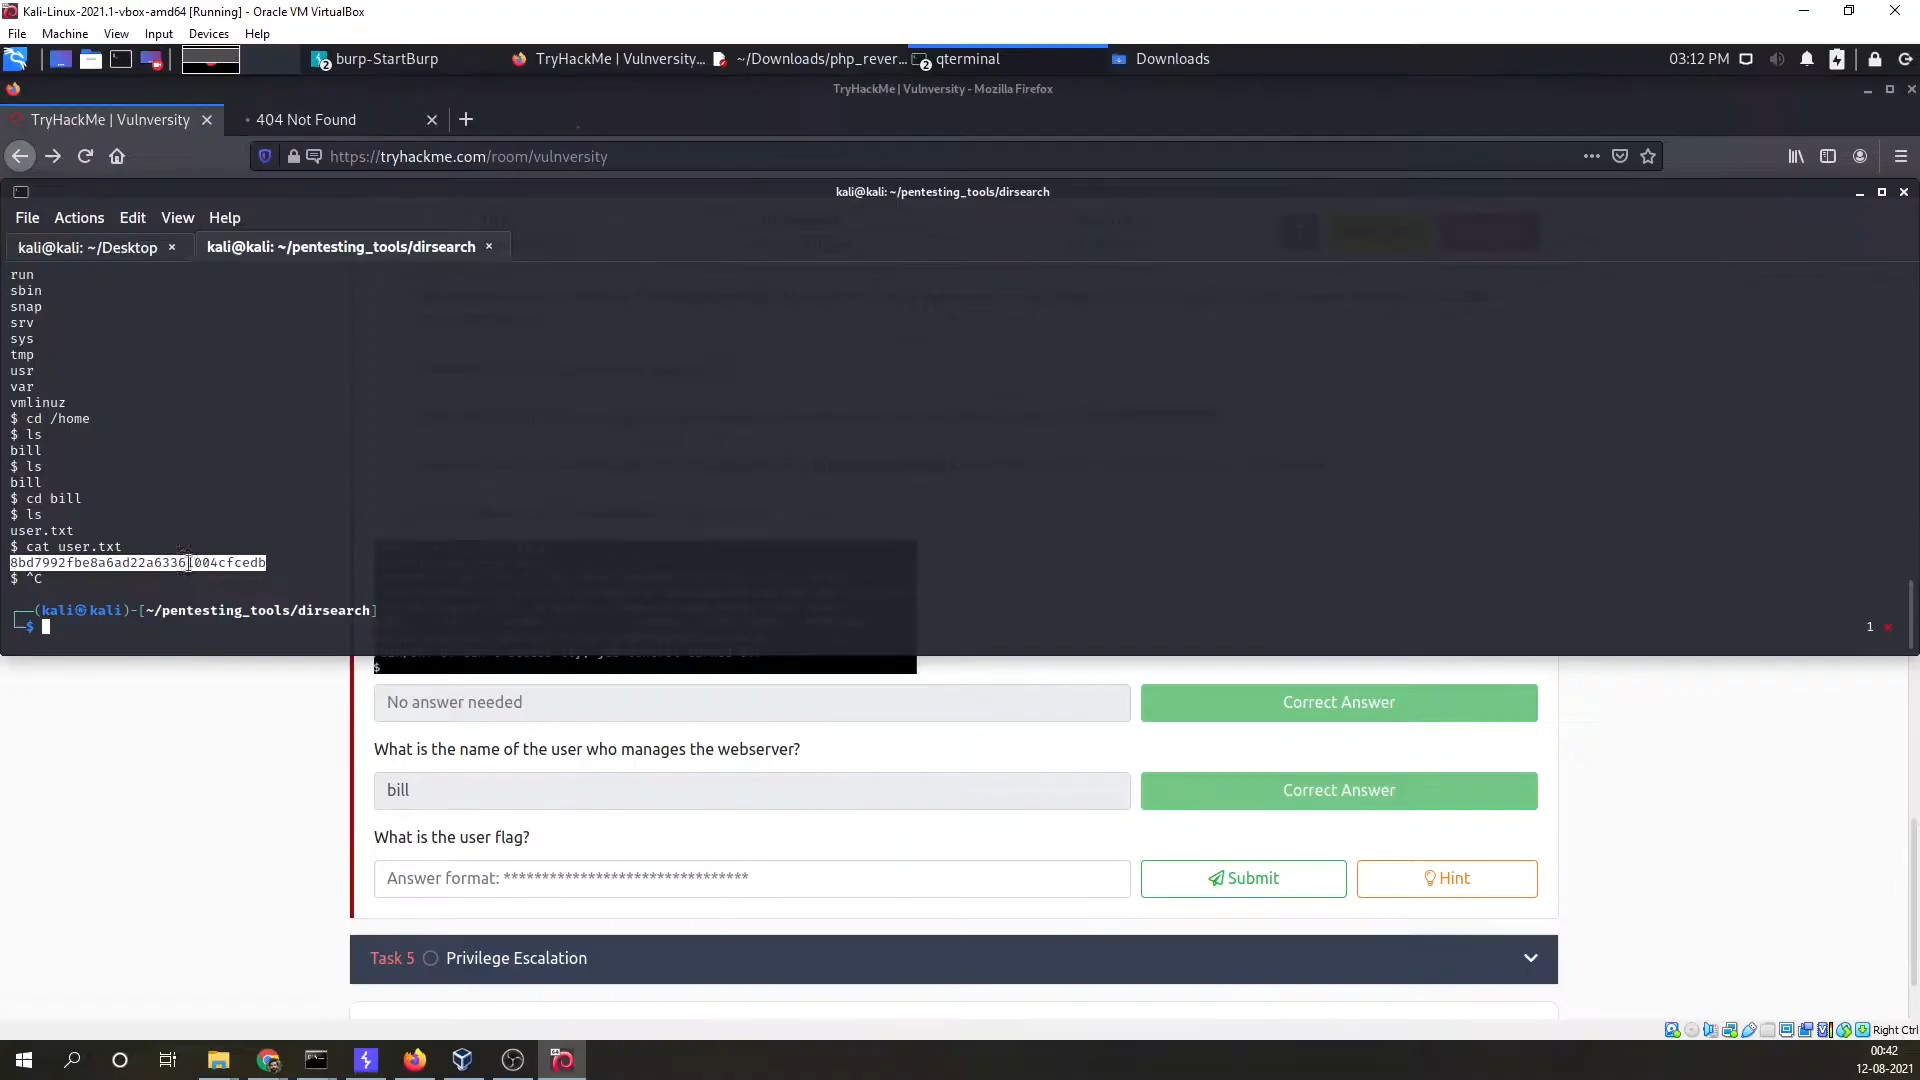 Kali-Linux-2021.1-vbox-amd64 [Running] - Oracle VM VirtualBox
File Machine View Input Devices Help
burp-StartBurp TryHackMe | Vulnversity... ~/Downloads/php_rever... qterminal Downloads 03:12 PM
TryHackMe | Vulnversity - Mozilla Firefox
TryHackMe | Vulnversity 404 Not Found
https://tryhackme.com/room/vulnversity
kali@kali: ~/pentesting_tools/dirsearch
File Actions Edit View Help
kali@kali: ~/Desktop kali@kali: ~/pentesting_tools/dirsearch
run
sbin
snap
srv
sys
tmp
usr
var
vmlinuz
$ cd /home
$ ls
bill
$ ls
bill
$ cd bill
$ ls
user.txt
$ cat user.txt
$ ^C
(kali㉿kali)-[~/pentesting_tools/dirsearch]
$
1
$
No answer needed Correct Answer
What is the name of the user who manages the webserver?
bill Correct Answer
What is the user flag?
Answer format: ******************************** Submit Hint
Task 5 Privilege Escalation
Right Ctrl
00:42
12-08-2021